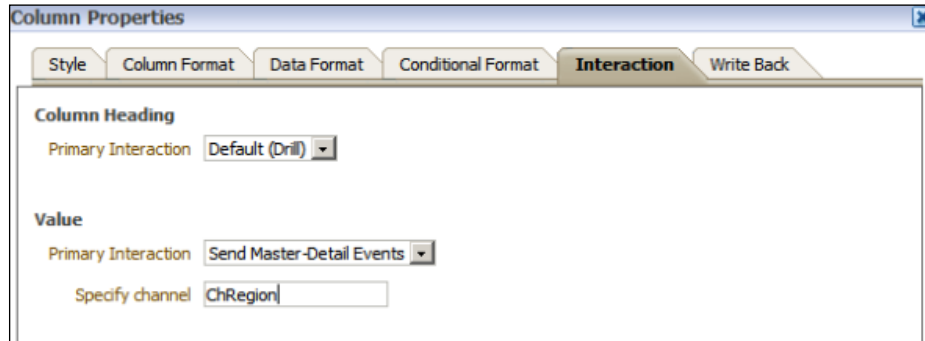 Column Properties
Style Column Format Data Format Conditional Format Interaction Write Back
Column Heading
Primary Interaction Default (Drill)
Value
Primary Interaction Send Master-Detail Events
Specify channel ChRegion